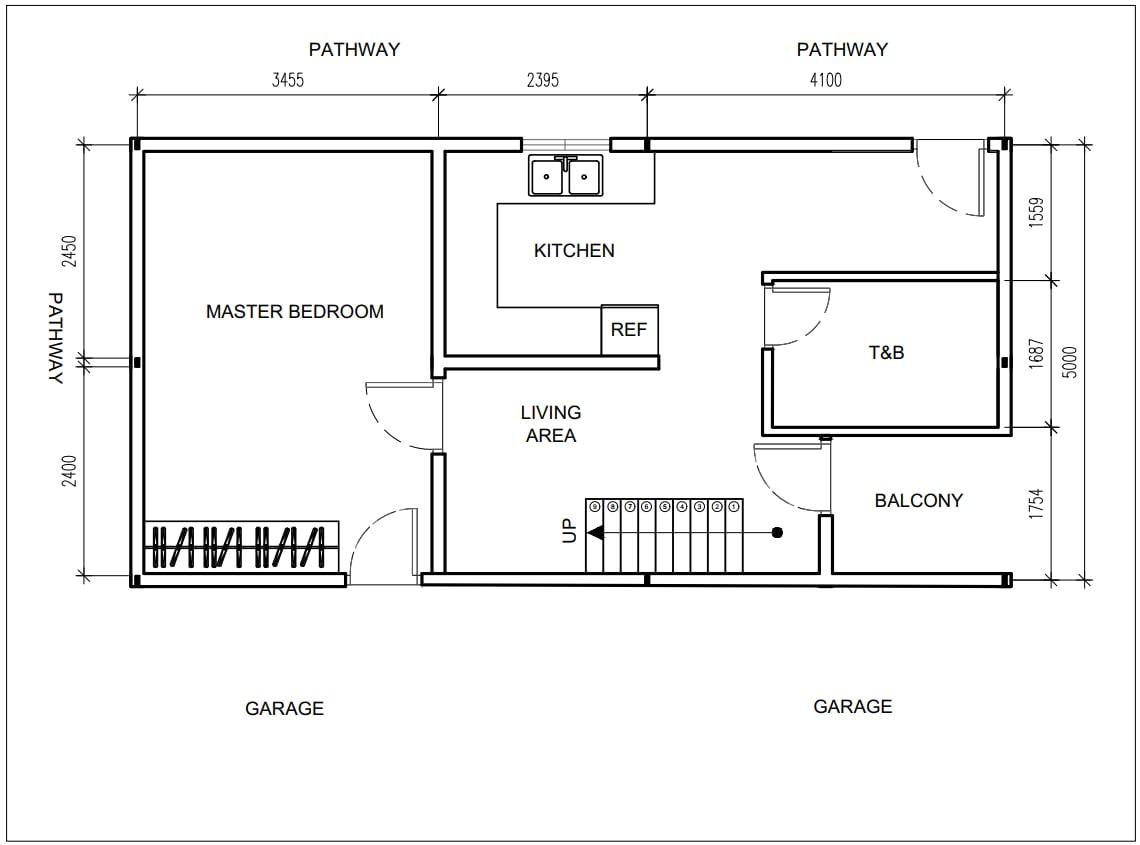 PATHWAY
PATHWAY
3455
2395
4100
2450
2400
PATHWAY
1559
1687
5000
1754
KITCHEN
MASTER BEDROOM
REF
T&B
LIVING
AREA
BALCONY
UP
9 8 7 6 5 4 3 2 1
GARAGE
GARAGE